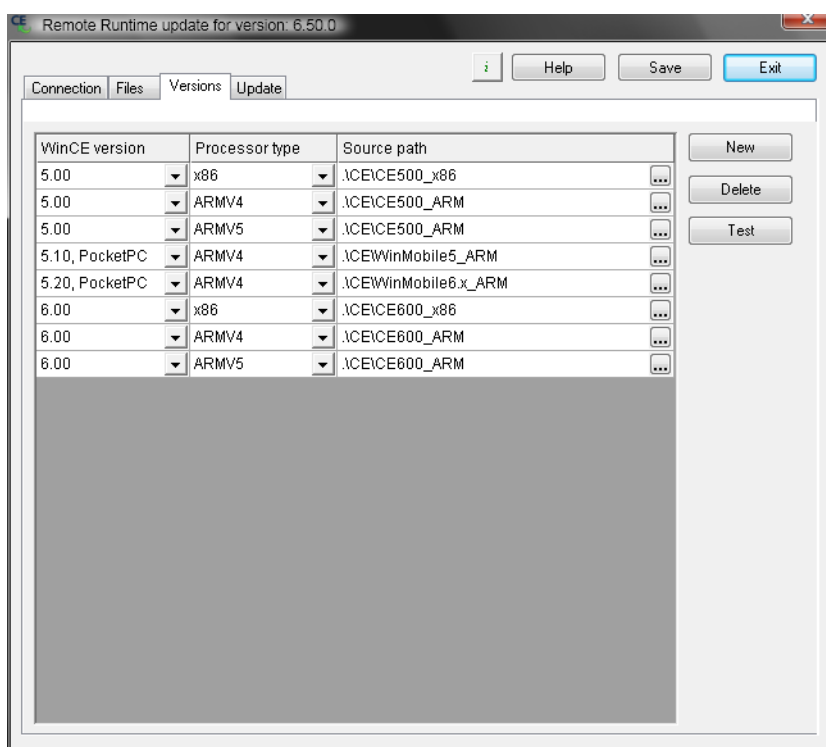 CE Remote Runtime update for version: 6.50.0
i Help Save Exit
Connection Files Versions Update
WinCE version Processor type Source path New
5.00 x86 .\CE\CE500_x86
5.00 ARMV4 .\CE\CE500_ARM Delete
5.00 ARMV5 .\CE\CE500_ARM Test
5.10, PocketPC ARMV4 .\CE\WinMobile5_ARM
5.20, PocketPC ARMV4 .\CE\WinMobile6.x_ARM
6.00 x86 .\CE\CE600_x86
6.00 ARMV4 .\CE\CE600_ARM
6.00 ARMV5 .\CE\CE600_ARM